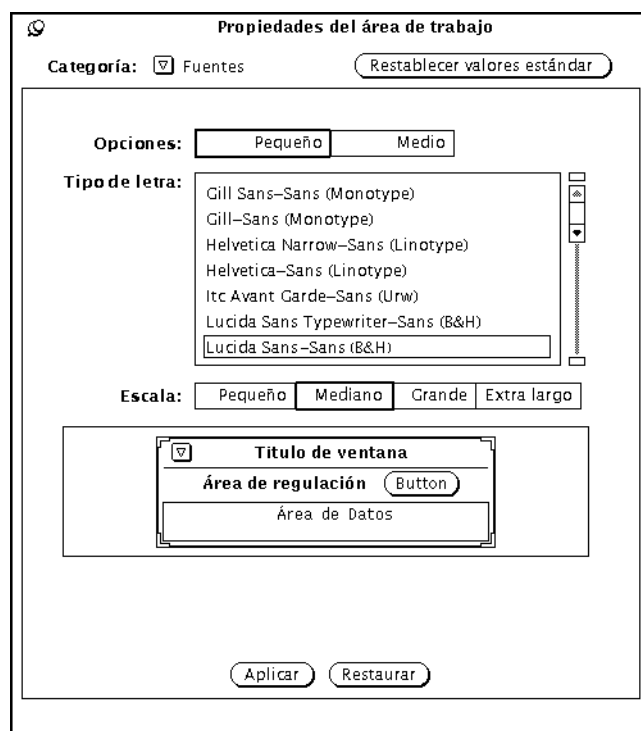 Propiedades del área de trabajo
Categoría: Fuentes Restablecer valores estándar
Opciones: Pequeño Medio
Tipo de letra:
Gill Sans–Sans (Monotype)
Gill–Sans (Monotype)
Helvetica Narrow–Sans (Linotype)
Helvetica–Sans (Linotype)
Itc Avant Garde–Sans (Urw)
Lucida Sans Typewriter–Sans (B&H)
Lucida Sans–Sans (B&H)
Escala: Pequeño Mediano Grande Extra largo
Titulo de ventana
Área de regulación Button
Área de Datos
Aplicar Restaurar